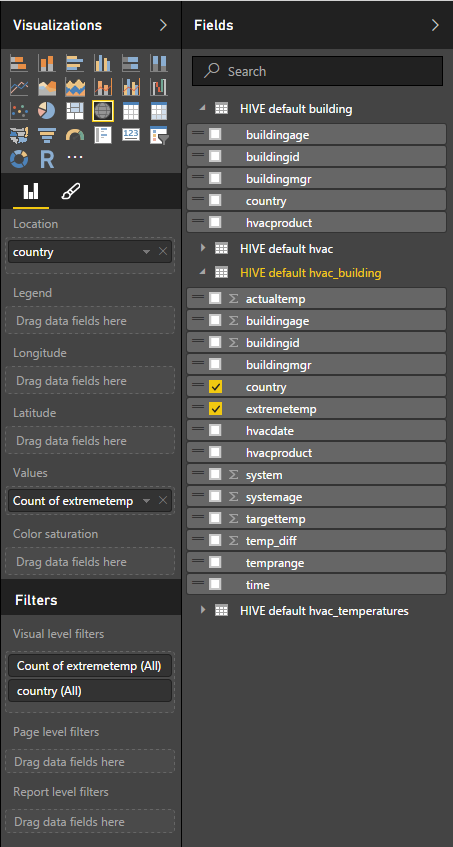 Visualizations
R
123
...
Location
country
Legend
Drag data fields here
Longitude
Drag data fields here
Latitude
Drag data fields here
Values
Count of extremetemp
Color saturation
Drag data fields here
Filters
Visual level filters
Count of extremetemp (All)
country (All)
Page level filters
Drag data fields here
Report level filters
Drag data fields here
Fields
Search
HIVE default building
buildingage
buildingid
buildingmgr
country
hvacproduct
HIVE default hvac
HIVE default hvac_building
Σ actualtemp
Σ buildingage
Σ buildingid
buildingmgr
country
extremetemp
hvacdate
hvacproduct
Σ system
Σ systemage
Σ targettemp
Σ temp_diff
temprange
time
HIVE default hvac_temperatures